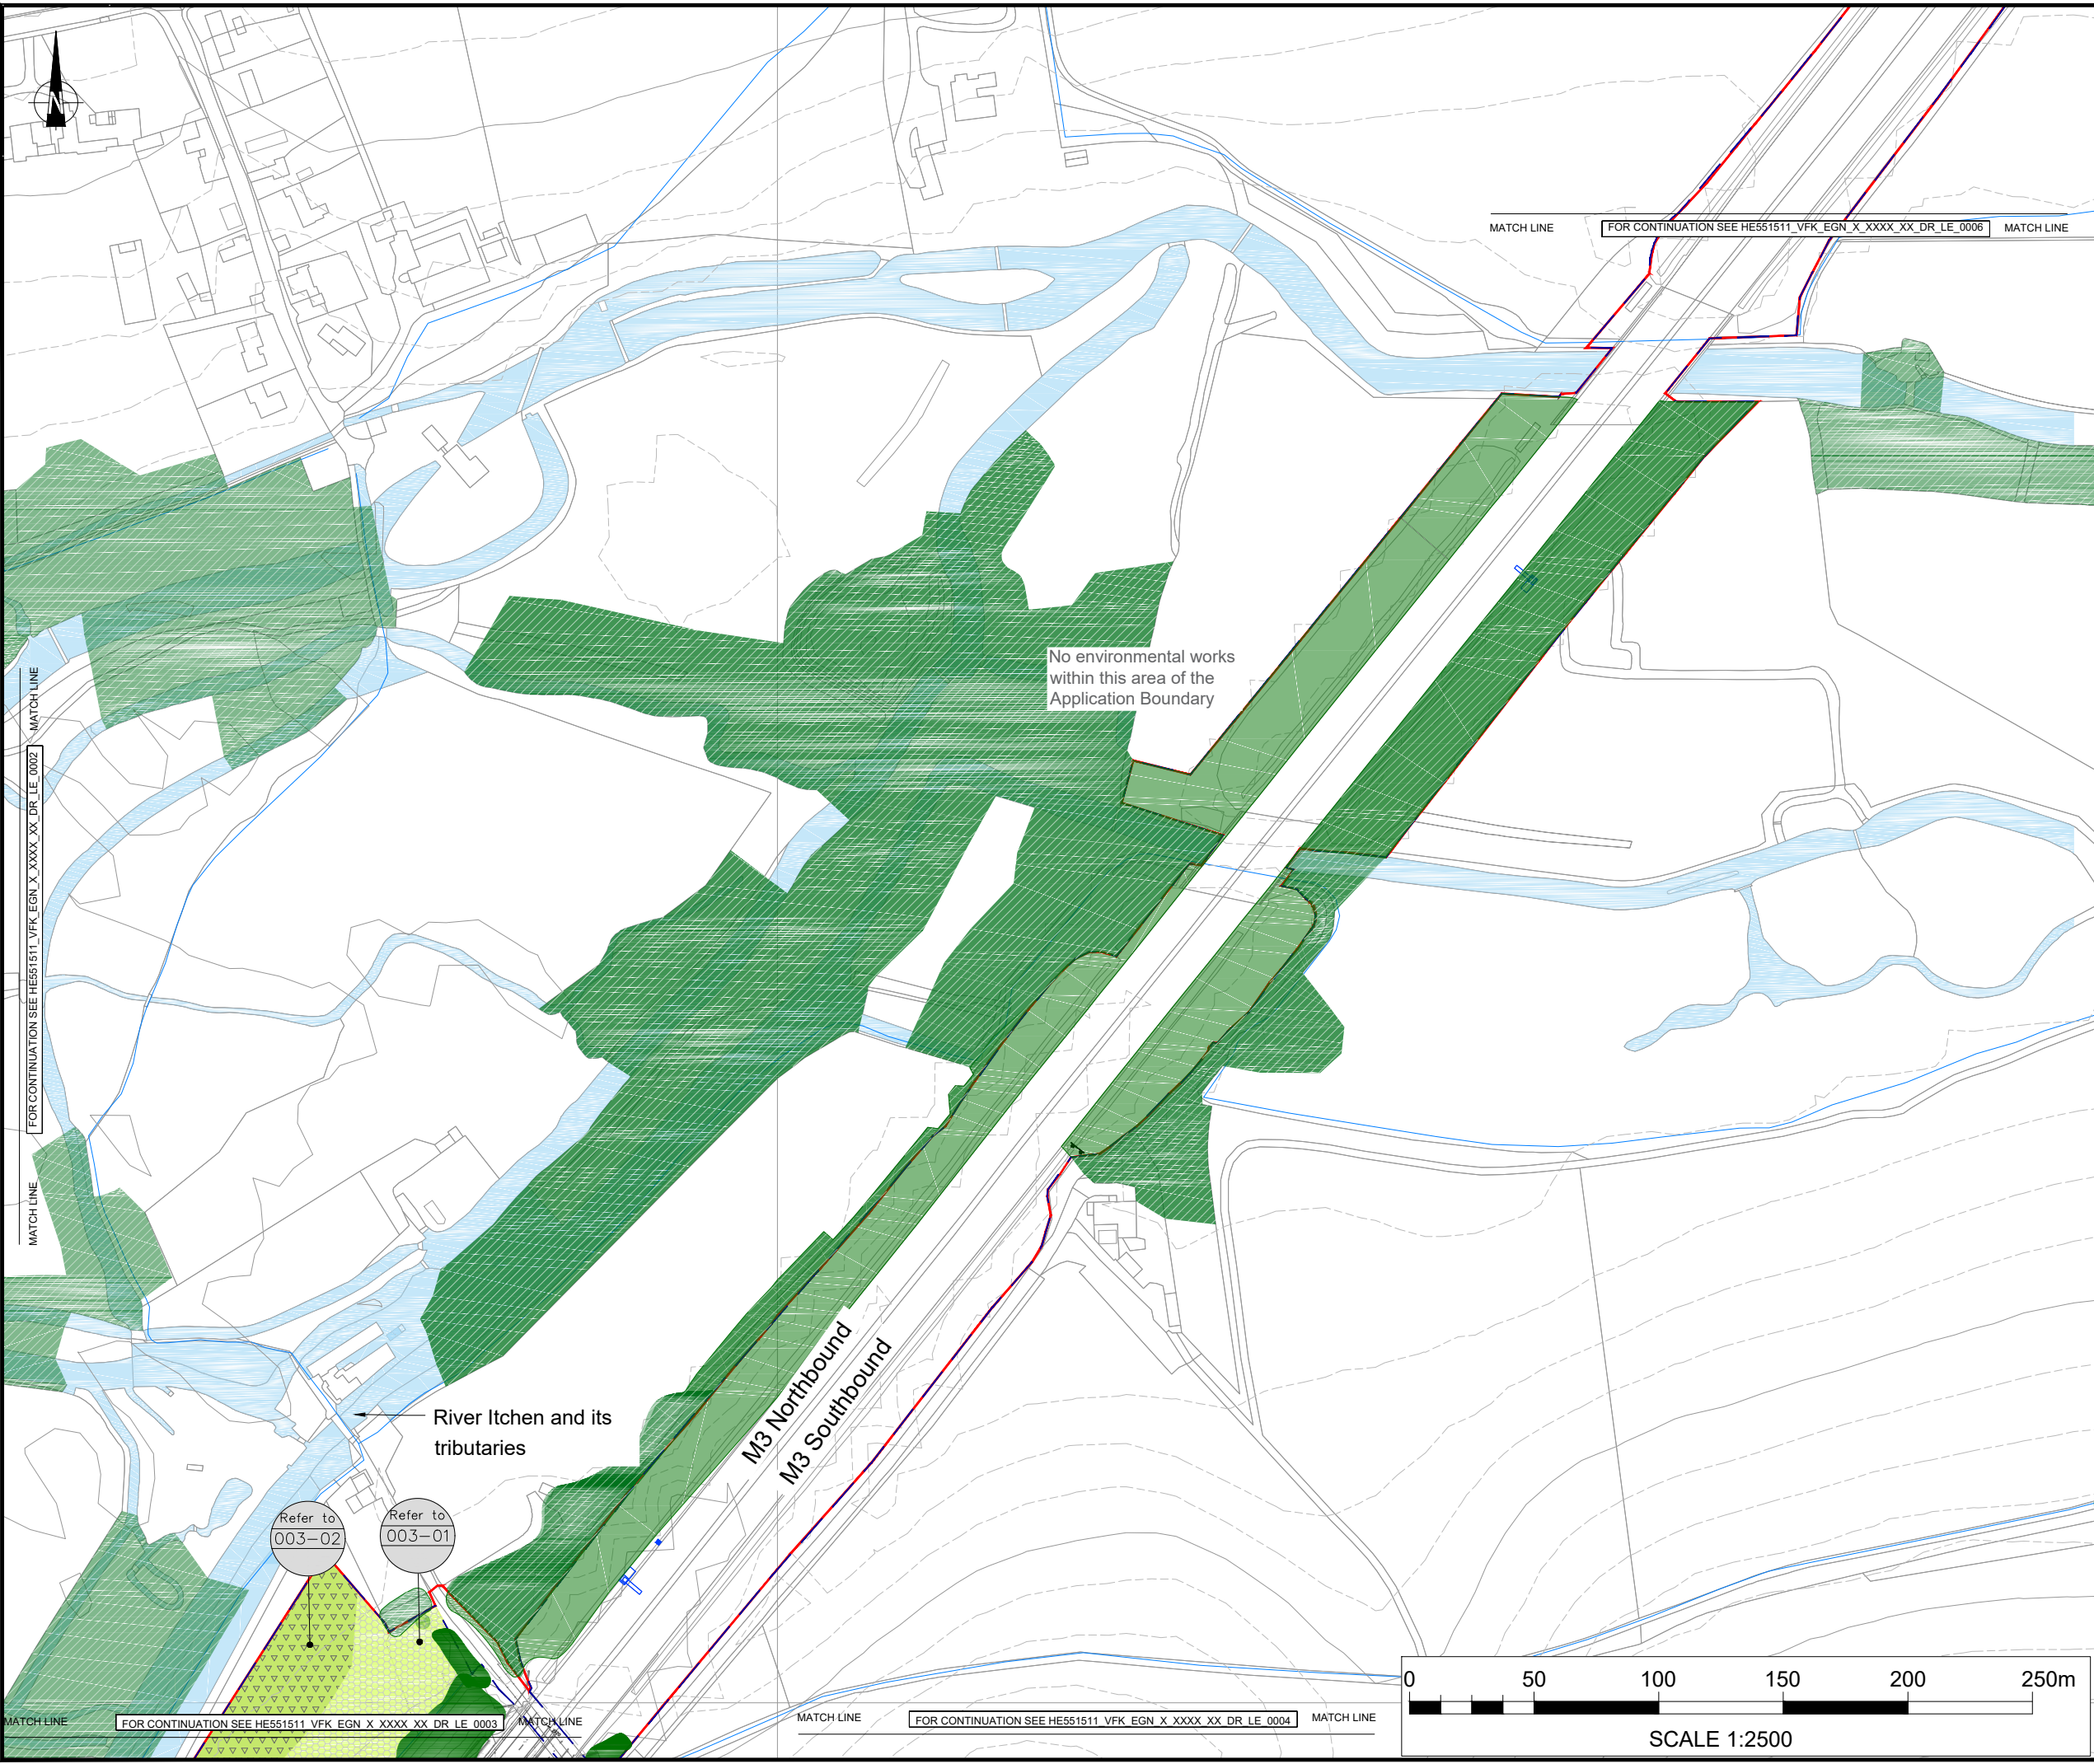 N
MATCH LINE
FOR CONTINUATION SEE HE551511_VFK_EGN_X_XXXX_XX_DR_LE_0006
MATCH LINE
No environmental works
within this area of the
Application Boundary
MATCH LINE
FOR CONTINUATION SEE HE551511_VFK_EGN_X_XXXX_XX_DR_LE_0002
MATCH LINE
M3 Northbound
M3 Southbound
River Itchen and its
tributaries
Refer to
003-02
Refer to
003-01
MATCH LINE
FOR CONTINUATION SEE HE551511_VFK_EGN_X_XXXX_XX_DR_LE_0003
MATCH LINE
MATCH LINE
FOR CONTINUATION SEE HE551511_VFK_EGN_X_XXXX_XX_DR_LE_0004
MATCH LINE
0 50 100 150 200 250m
SCALE 1:2500